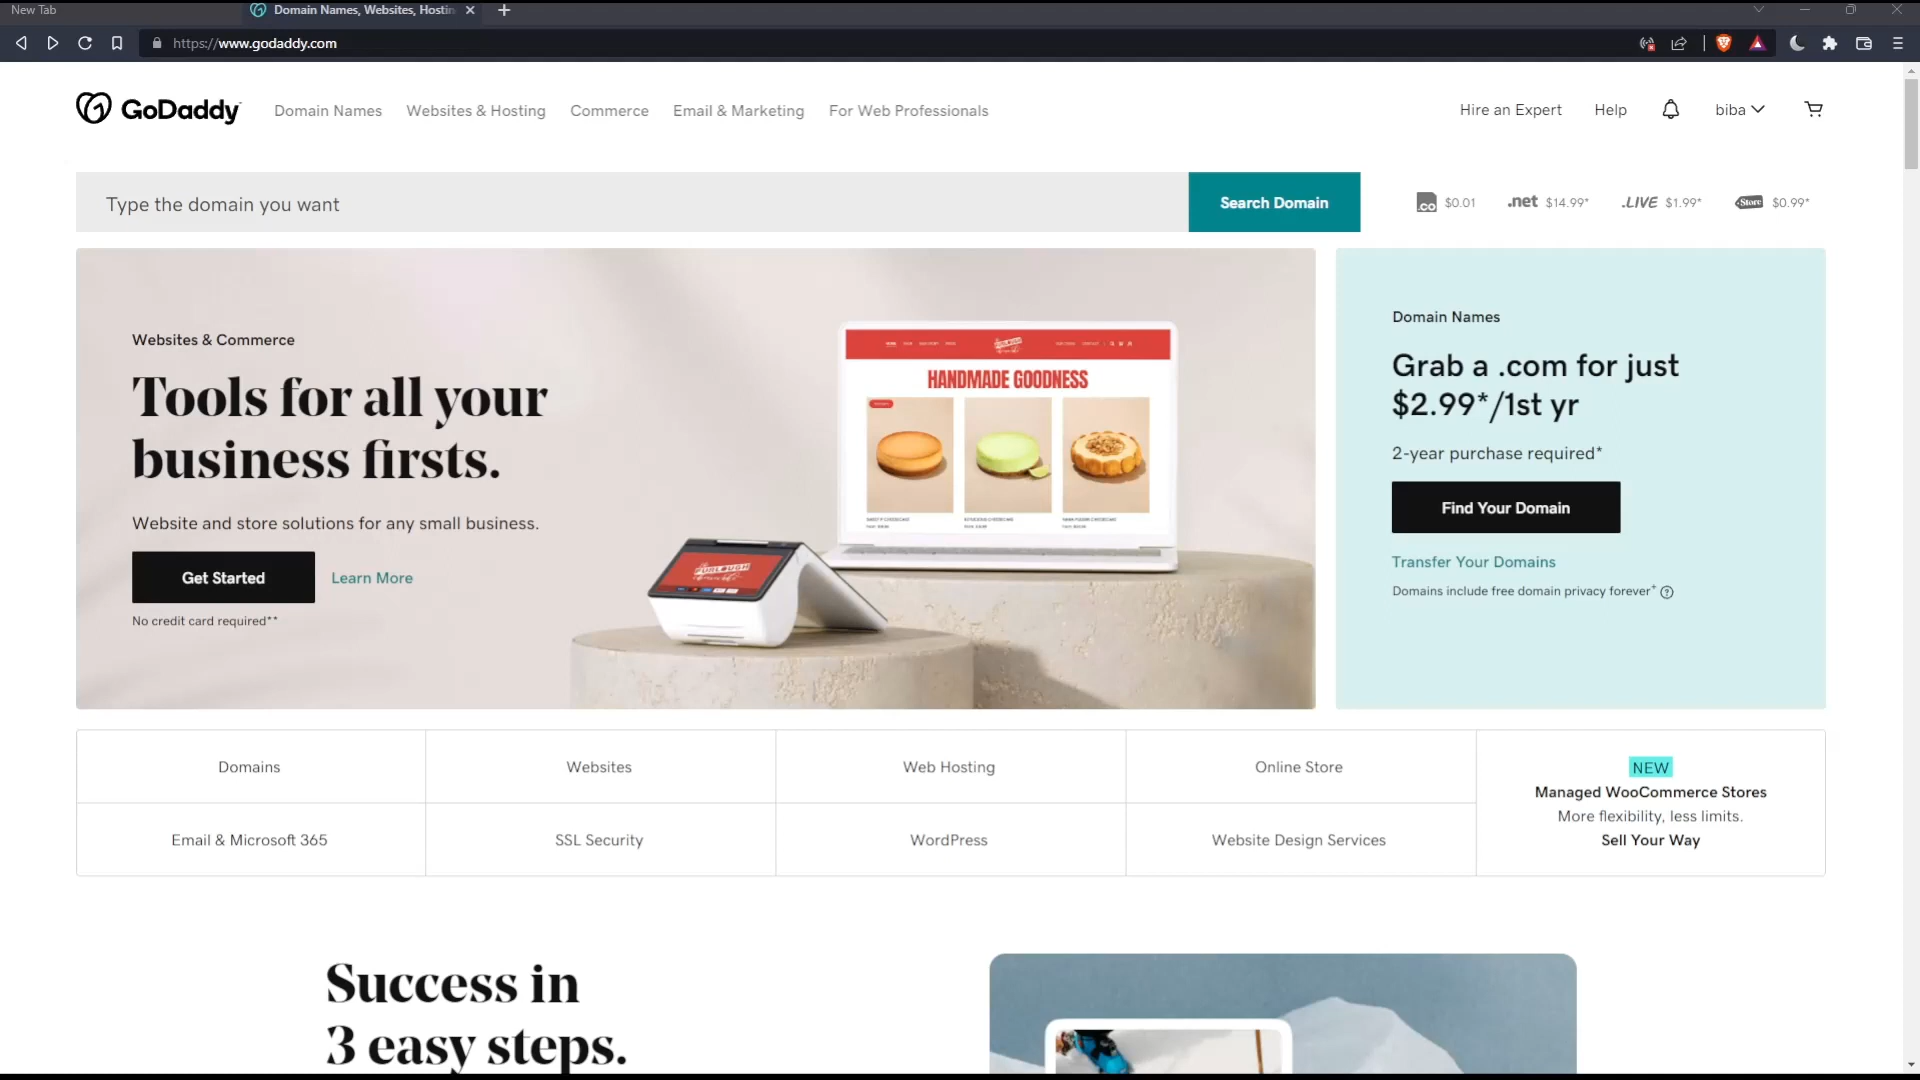 New Tab
Domain Names, Websites, Hostin
https://www.godaddy.com
GoDaddy
Domain Names
Websites & Hosting
Commerce
Email & Marketing
For Web Professionals
Hire an Expert
Help
biba
Type the domain you want
Search Domain
.co $0.01
.net $14.99*
.LIVE $1.99*
Store $0.99*
Websites & Commerce
Tools for all your
business firsts.
Website and store solutions for any small business.
Get Started
Learn More
No credit card required**
HANDMADE GOODNESS
Domain Names
Grab a .com for just
$2.99*/1st yr
2-year purchase required*
Find Your Domain
Transfer Your Domains
Domains include free domain privacy forever+
Domains
Websites
Web Hosting
Online Store
Email & Microsoft 365
SSL Security
WordPress
Website Design Services
NEW
Managed WooCommerce Stores
More flexibility, less limits.
Sell Your Way
Success in
3 easy steps.